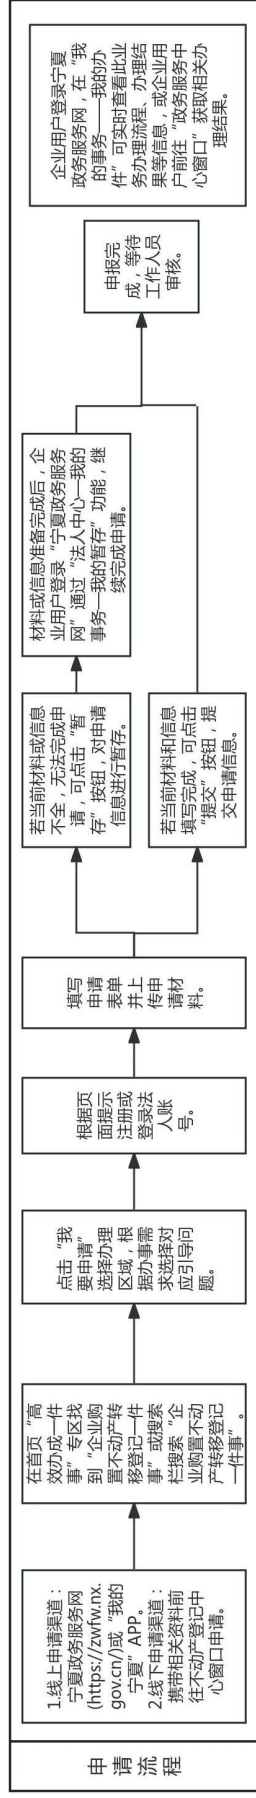 申请流程
1.线上申请渠道：
宁夏政务服务网
(https://zwfw.nx.
gov.cn/)或“我的
宁夏”APP。
2.线下申请渠道：
携带相关资料前
往不动产登记中
心窗口申请。
在首页“高
效办成一件
事”专区找
到“企业购
置不动产转
移登记一件
事”或搜索
栏搜索“企
业购置不动
产转移登记
一件事”。
点击“我
要申请”
选择办理
区域，根
据办事需
求选择对
应引导问
题。
根据页
面提示
注册或
登录法
人账
号。
填写
申请
表单
并上
传申
请材
料。
若当前材料或信息
不全，无法完成申
请，可点击“暂
存”按钮，对申请
信息进行暂存。
若当前材料和信息
填写完成，可点击
“提交”按钮，提
交申请信息。
材料或信息准备完成后，企
业用户登录“宁夏政务服务
网”通过“法人中心—我的
事务—我的暂存”功能，继
续完成申请。
申报完
成，等待
工作人员
审核。
企业用户登录宁夏
政务服务网，在“我
的事务——我的办
件”可实时查看此业
务办理流程、办理结
果等信息，或企业用
户前往“政务服务中
心窗口”获取相关办
理结果。